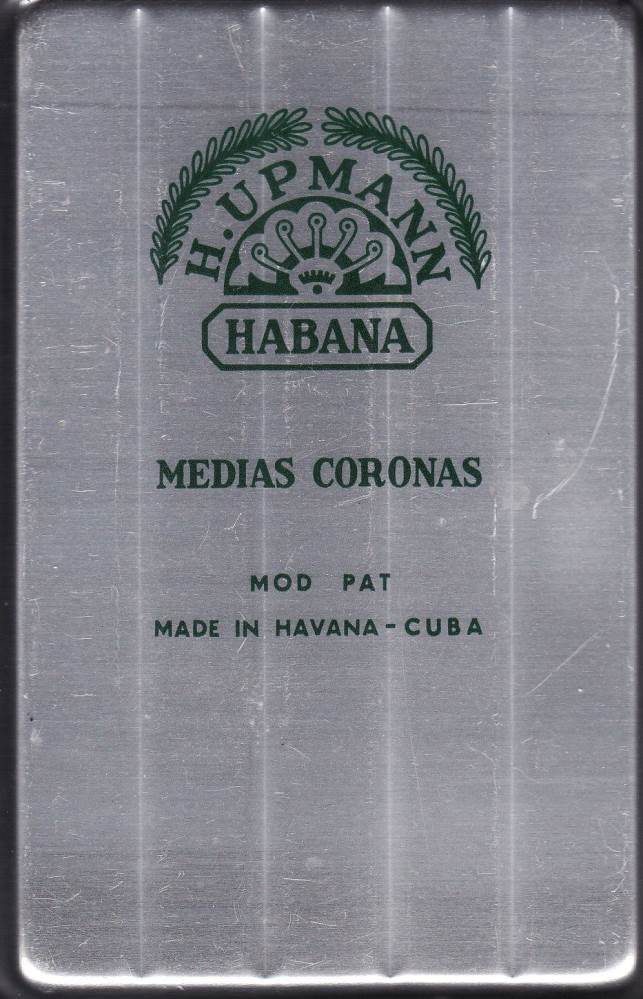 H. UPMANN
HABANA
MEDIAS CORONAS
MOD PAT
MADE IN HAVANA - CUBA